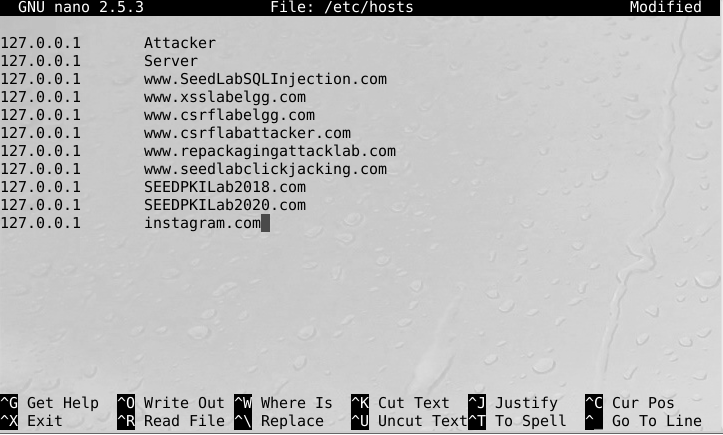 GNU nano 2.5.3 File: /etc/hosts Modified
127.0.0.1 Attacker
127.0.0.1 Server
127.0.0.1 www.SeedLabSQLInjection.com
127.0.0.1 www.xsslabelgg.com
127.0.0.1 www.csrflabelgg.com
127.0.0.1 www.csrflabattacker.com
127.0.0.1 www.repackagingattacklab.com
127.0.0.1 www.seedlabclickjacking.com
127.0.0.1 SEEDPKILab2018.com
127.0.0.1 SEEDPKILab2020.com
127.0.0.1 instagram.com
^G Get Help ^O Write Out ^W Where Is ^K Cut Text ^J Justify ^C Cur Pos
^X Exit ^R Read File ^\ Replace ^U Uncut Text ^T To Spell ^_ Go To Line